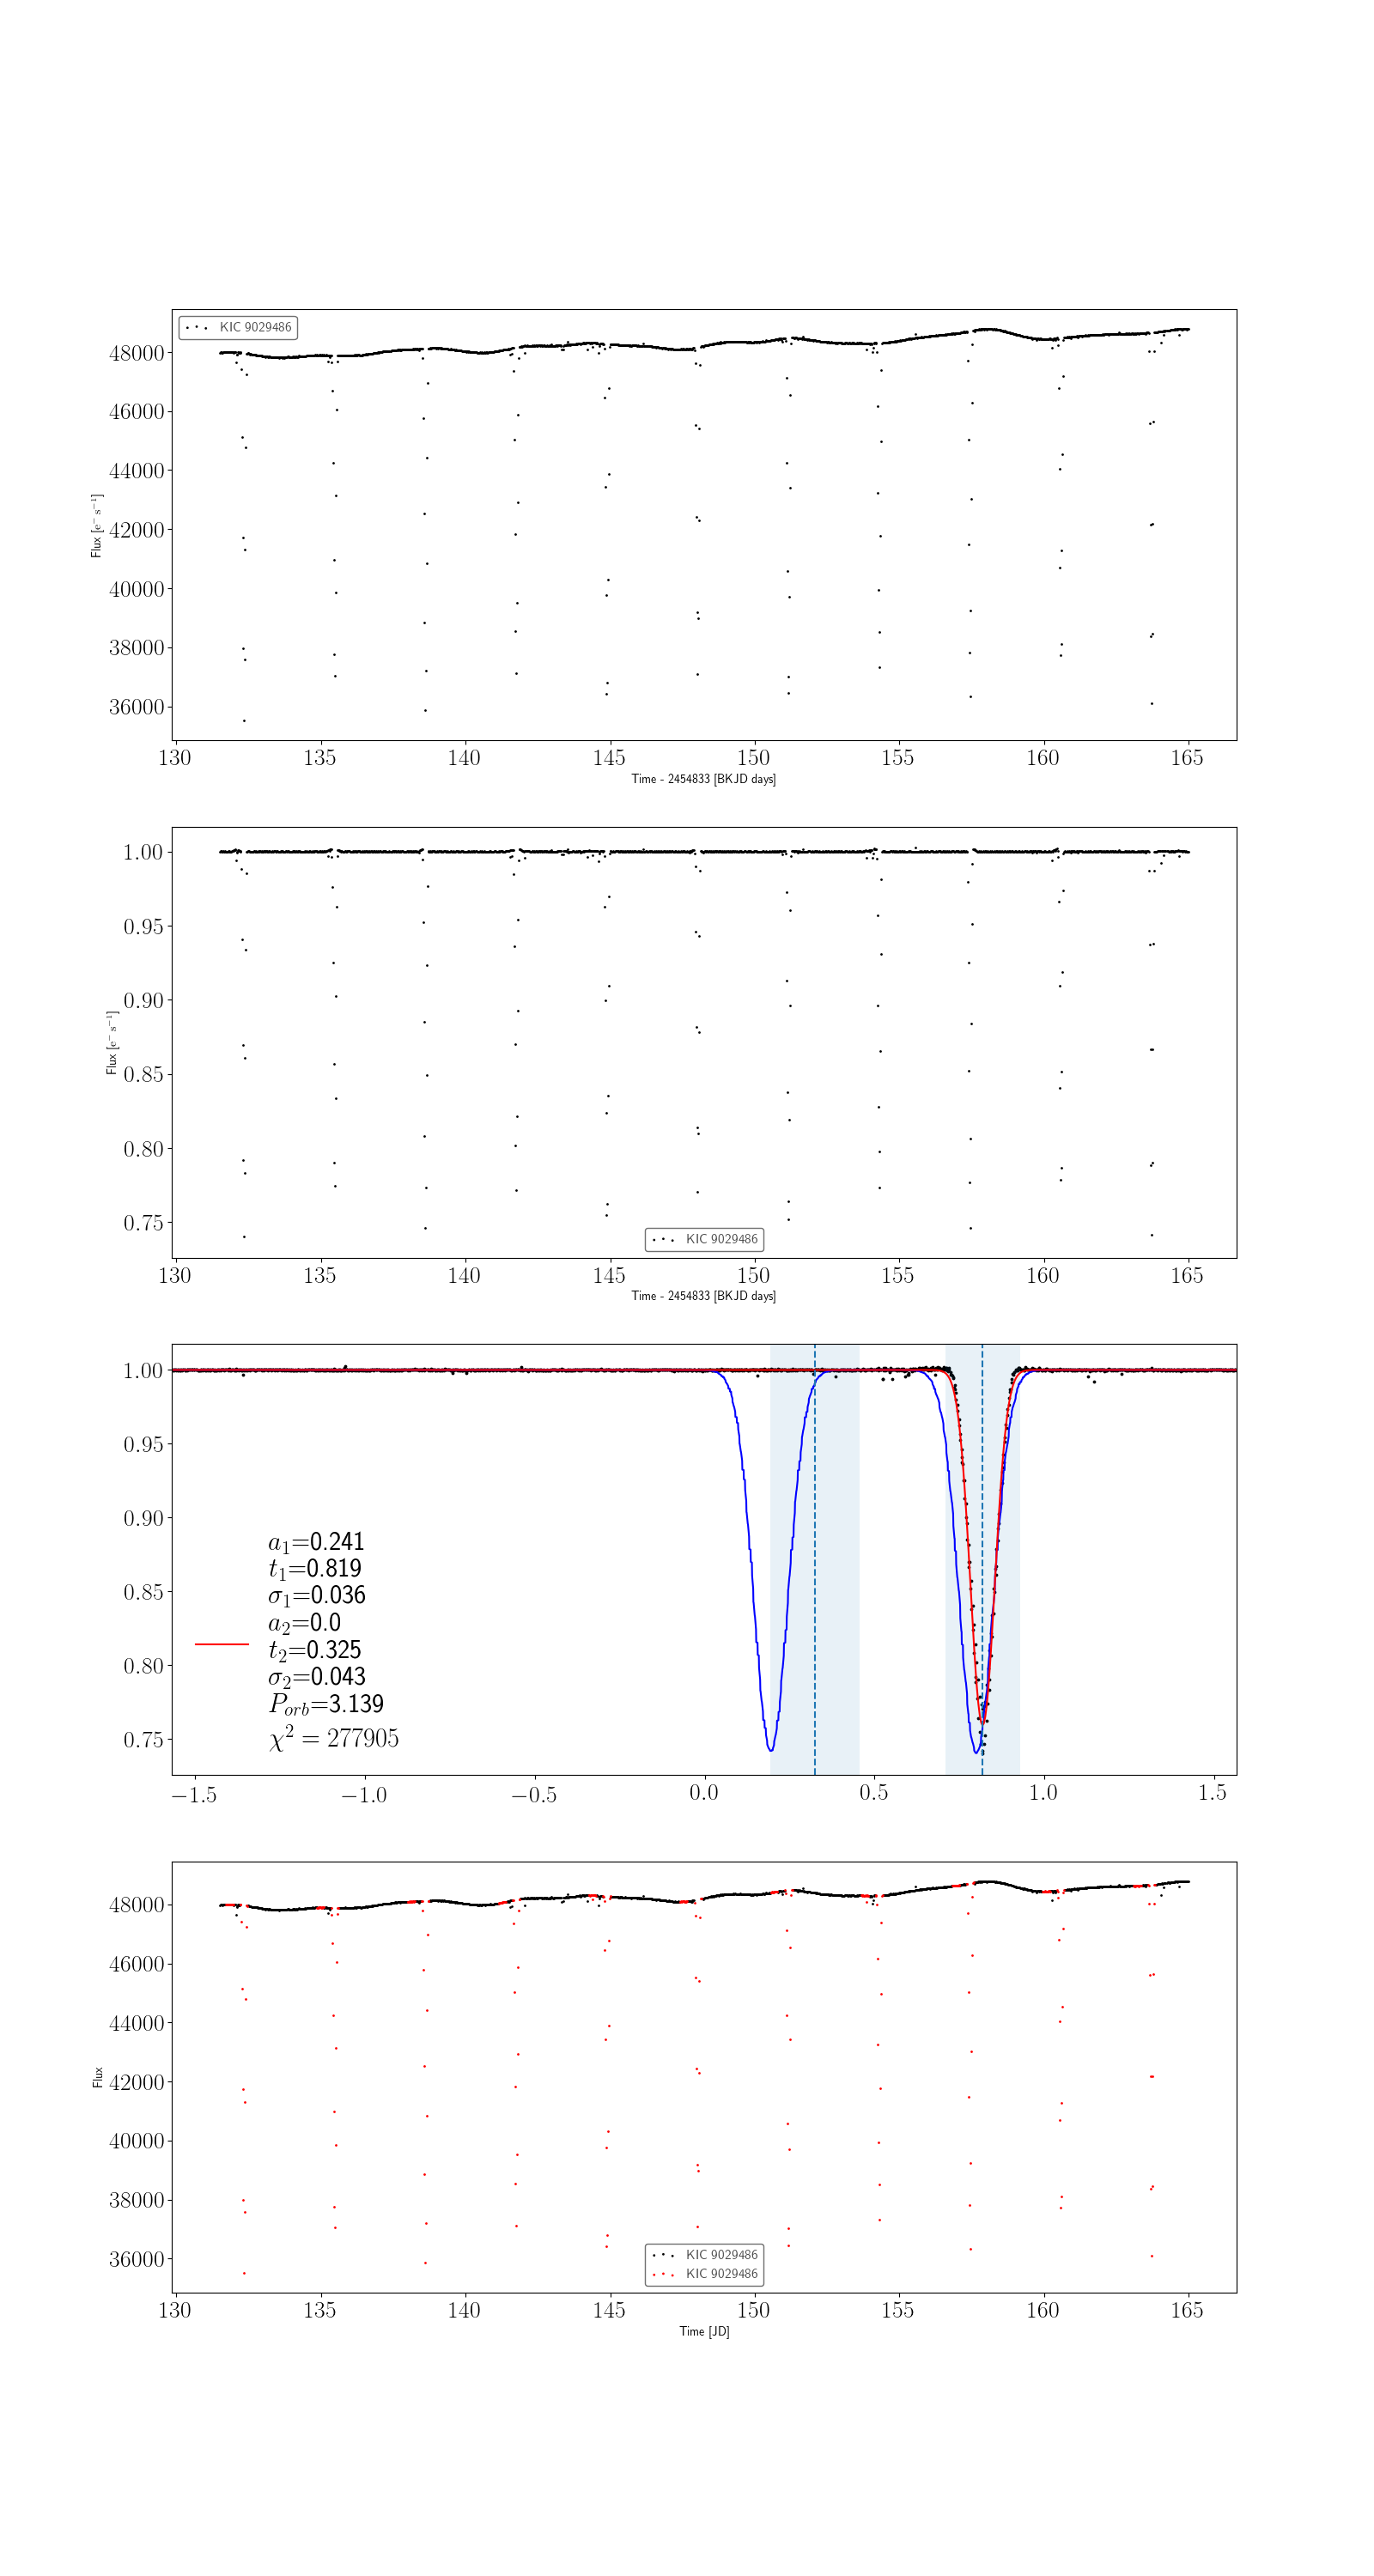 KIC 9029486
48000
46000
44000
42000
40000
38000
36000
Flux [e⁻ s⁻¹]
130 135 140 145 150 155 160 165
Time - 2454833 [BKJD days]
1.00
0.95
0.90
0.85
0.80
0.75
Flux [e⁻ s⁻¹]
KIC 9029486
130 135 140 145 150 155 160 165
Time - 2454833 [BKJD days]
1.00
0.95
0.90
0.85
0.80
0.75
a₁=0.241
t₁=0.819
σ₁=0.036
a₂=0.0
t₂=0.325
σ₂=0.043
P_orb=3.139
χ² = 277905
−1.5 −1.0 −0.5 0.0 0.5 1.0 1.5
48000
46000
44000
42000
40000
38000
36000
Flux
KIC 9029486
KIC 9029486
130 135 140 145 150 155 160 165
Time [JD]